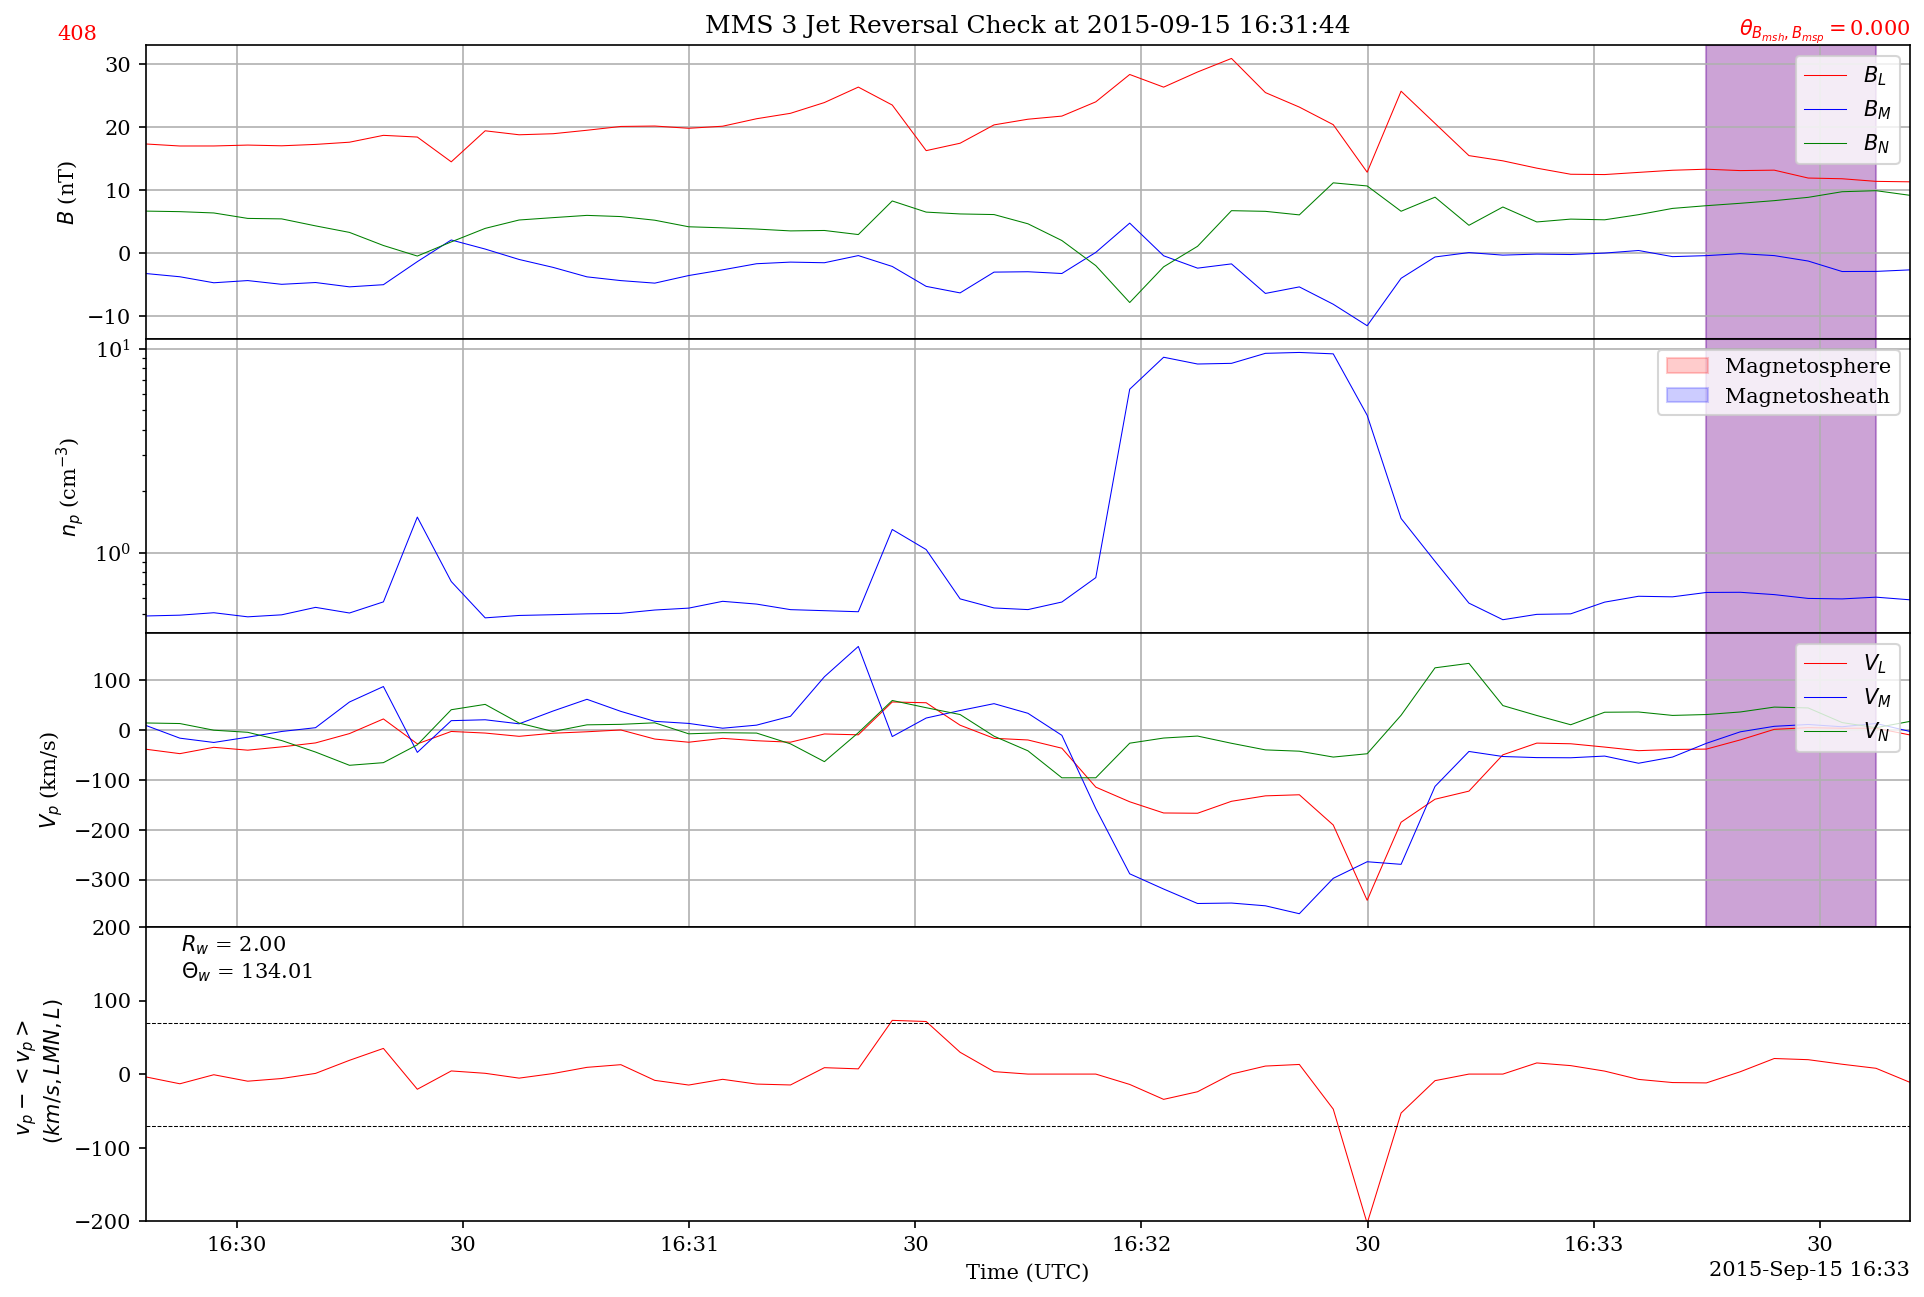 408
MMS 3 Jet Reversal Check at 2015-09-15 16:31:44
θ_{B_{msh}, B_{msp}} = 0.000
30
20
10
0
−10
B (nT)
B_L
B_M
B_N
10^1
10^0
n_p (cm^{−3})
Magnetosphere
Magnetosheath
100
0
−100
−200
−300
V_p (km/s)
V_L
V_M
V_N
200
100
0
−100
−200
v_p − < v_p >
(km/s, LMN, L)
R_w = 2.00
Θ_w = 134.01
16:30 30 16:31 30 16:32 30 16:33 30
Time (UTC)
2015-Sep-15 16:33